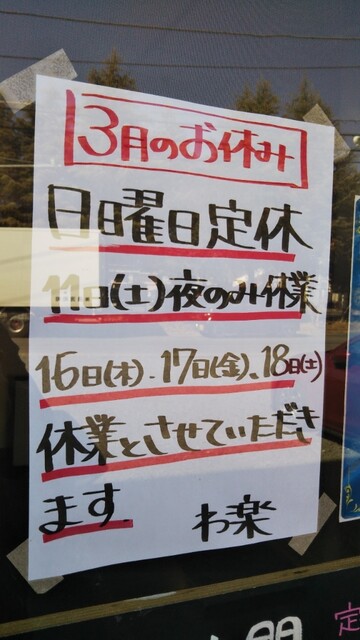 3月のお休み
日曜日定休
11日(土)夜のみ休業
16日(木)、17日(金)、18日(土)
休業とさせていただき
ます。 わ楽
定